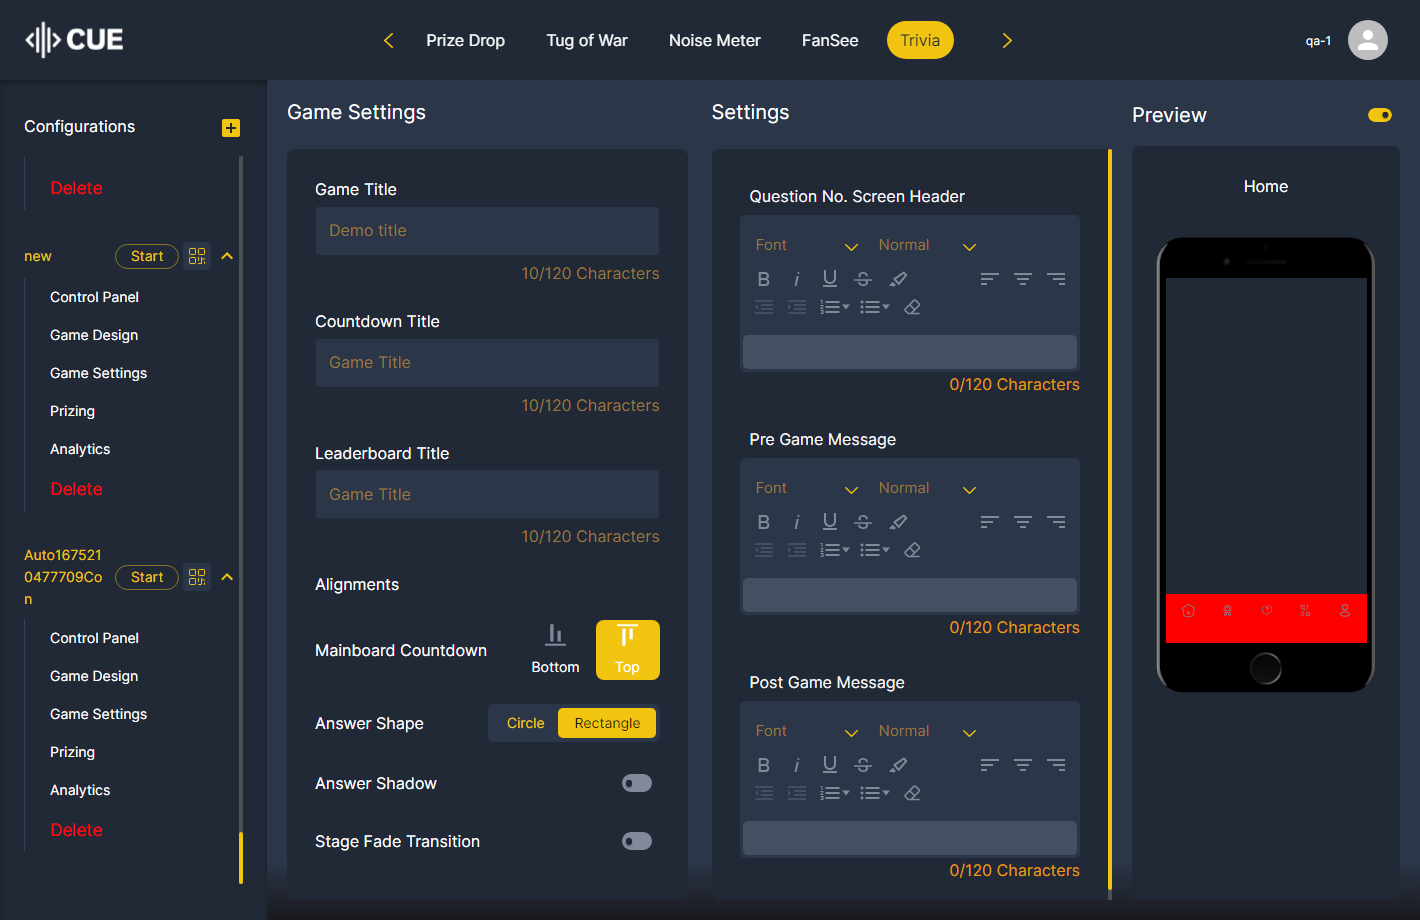 CUE
Prize Drop
Tug of War
Noise Meter
FanSee
Trivia
qa-1
Configurations
Delete
new
Start
Control Panel
Game Design
Game Settings
Prizing
Analytics
Delete
Auto167521
0477709Co
n
Start
Control Panel
Game Design
Game Settings
Prizing
Analytics
Delete
Game Settings
Game Title
Demo title
10/120 Characters
Countdown Title
Game Title
10/120 Characters
Leaderboard Title
Game Title
10/120 Characters
Alignments
Mainboard Countdown
Bottom
Top
Answer Shape
Circle
Rectangle
Answer Shadow
Stage Fade Transition
Settings
Question No. Screen Header
Font
Normal
B i U S
0/120 Characters
Pre Game Message
Font
Normal
B i U S
0/120 Characters
Post Game Message
Font
Normal
B i U S
0/120 Characters
Preview
Home